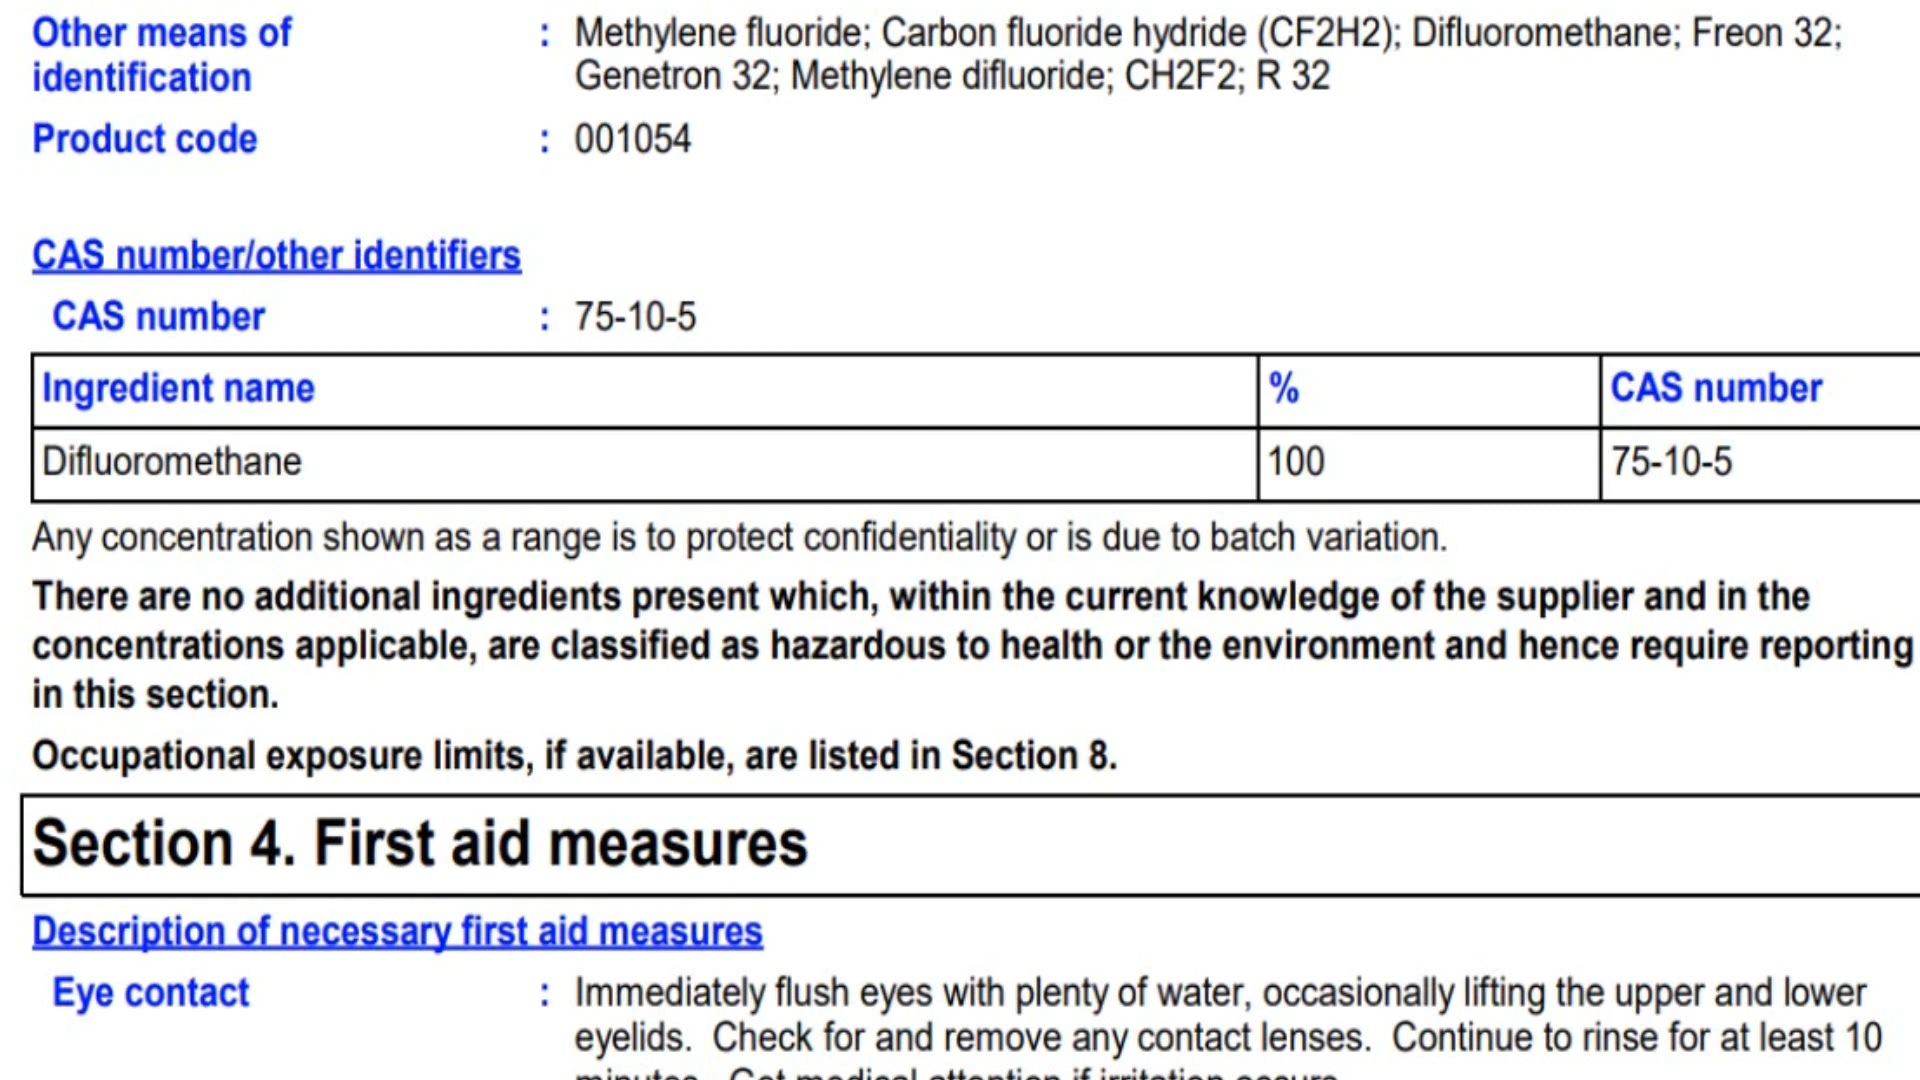 Other means of : Methylene fluoride; Carbon fluoride hydride (CF2H2); Difluoromethane; Freon 32;
identification Genetron 32; Methylene difluoride; CH2F2; R 32
Product code : 001054
CAS number/other identifiers
CAS number : 75-10-5
Ingredient name % CAS number
Difluoromethane 100 75-10-5
Any concentration shown as a range is to protect confidentiality or is due to batch variation.
There are no additional ingredients present which, within the current knowledge of the supplier and in the
concentrations applicable, are classified as hazardous to health or the environment and hence require reporting
in this section.
Occupational exposure limits, if available, are listed in Section 8.
Section 4. First aid measures
Description of necessary first aid measures
Eye contact : Immediately flush eyes with plenty of water, occasionally lifting the upper and lower
eyelids. Check for and remove any contact lenses. Continue to rinse for at least 10
minutes. Get medical attention if irritation occurs.